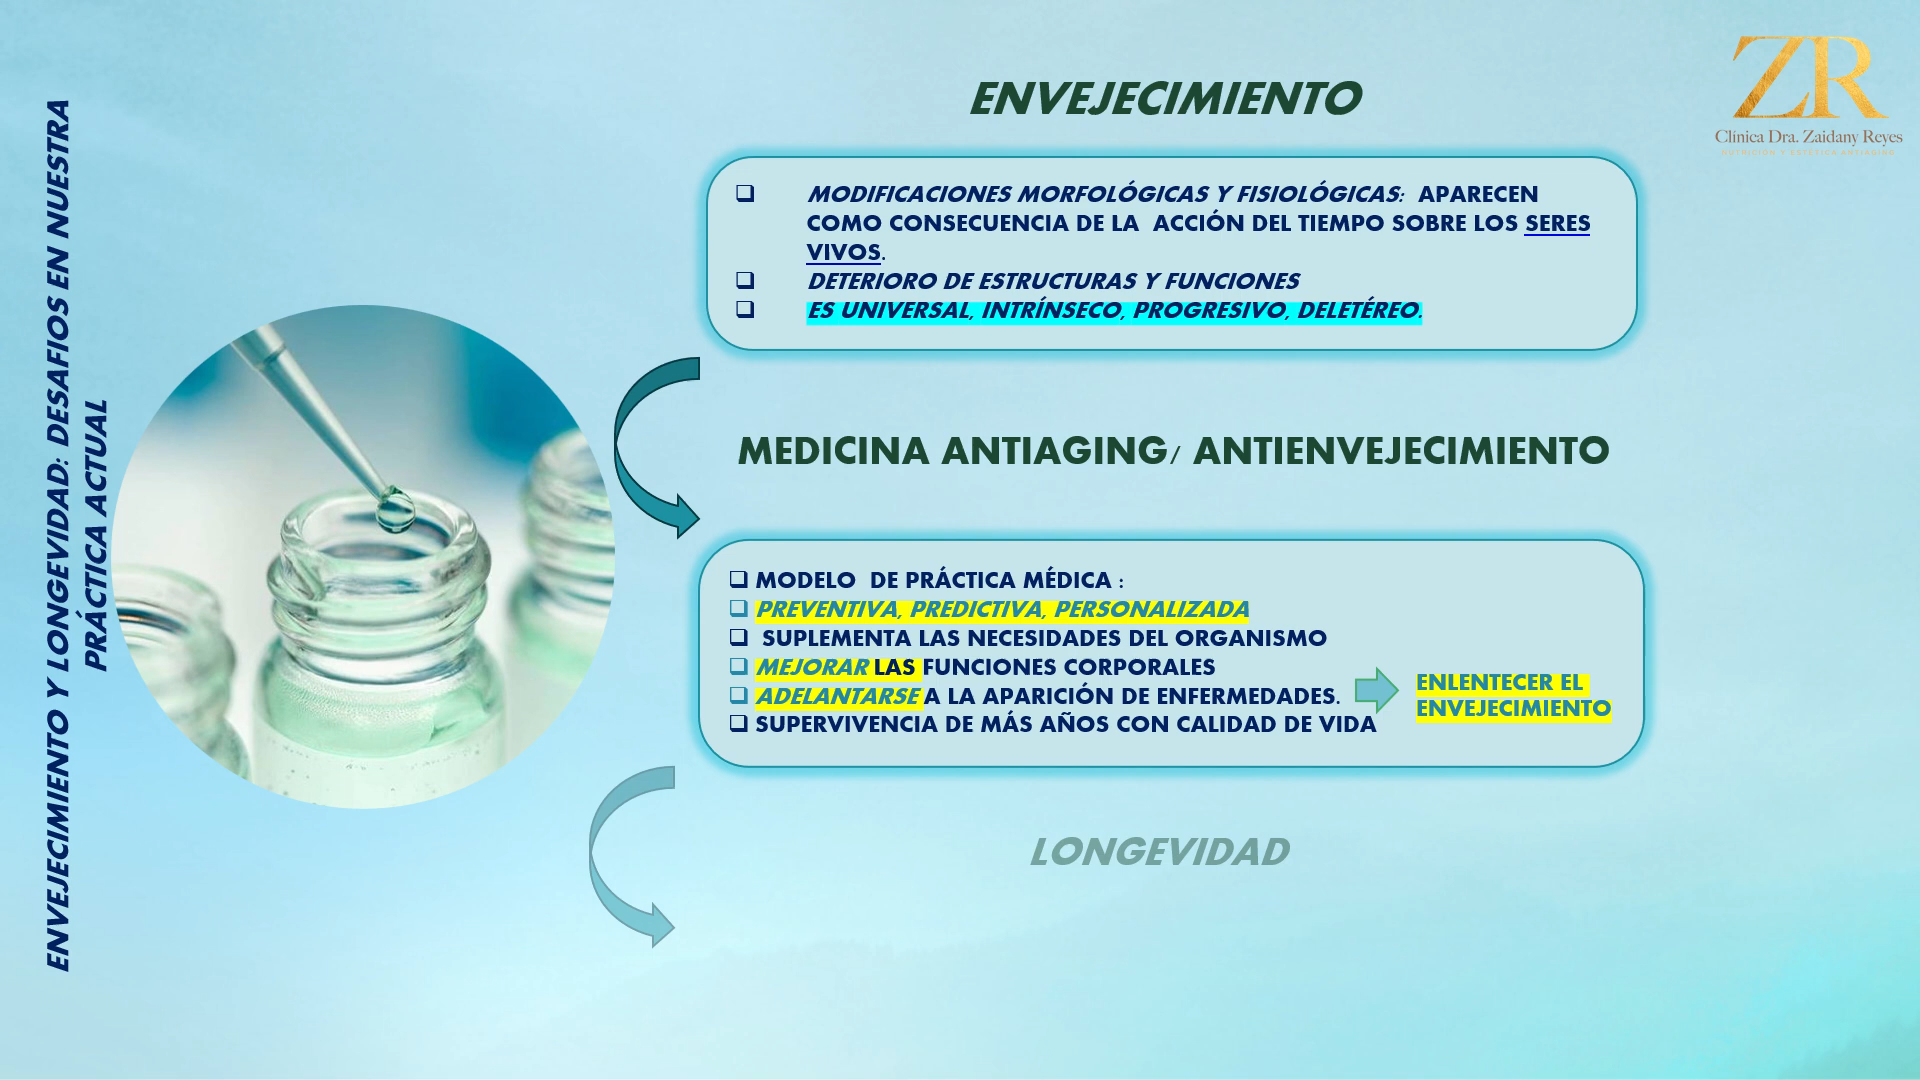 ENVEJECIMIENTO Y LONGEVIDAD: DESAFIOS EN NUESTRA
PRÁCTICA ACTUAL
ENVEJECIMIENTO
ZR
Clínica Dra. Zaidany Reyes
❑ MODIFICACIONES MORFOLÓGICAS Y FISIOLÓGICAS: APARECEN
COMO CONSECUENCIA DE LA ACCIÓN DEL TIEMPO SOBRE LOS SERES
VIVOS.
❑ DETERIORO DE ESTRUCTURAS Y FUNCIONES
❑ ES UNIVERSAL, INTRÍNSECO, PROGRESIVO, DELETÉREO.
MEDICINA ANTIAGING/ ANTIENVEJECIMIENTO
❑ MODELO DE PRÁCTICA MÉDICA :
❑ PREVENTIVA, PREDICTIVA, PERSONALIZADA
❑ SUPLEMENTA LAS NECESIDADES DEL ORGANISMO
❑ MEJORAR LAS FUNCIONES CORPORALES
❑ ADELANTARSE A LA APARICIÓN DE ENFERMEDADES.
❑ SUPERVIVENCIA DE MÁS AÑOS CON CALIDAD DE VIDA
ENLENTECER EL
ENVEJECIMIENTO
LONGEVIDAD